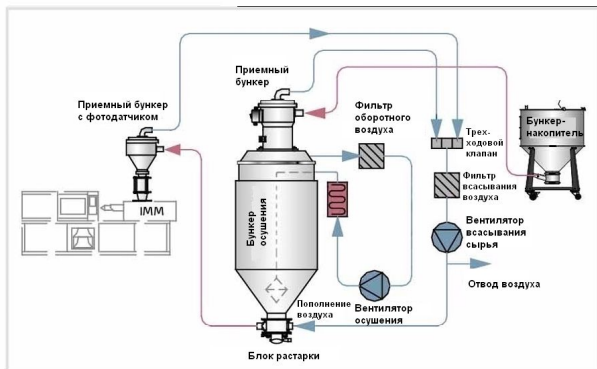 Приемный
бункер
Приемный бункер
с фотодатчиком
Фильтр
оборотного
воздуха
Трех-
ходовой
клапан
Бункер-
накопитель
Фильтр
всасывания
воздуха
IMM
Бункер
осушения
Вентилятор
всасывания
сырья
Отвод воздуха
Пополнение
воздуха
Вентилятор
осушения
Блок растарки